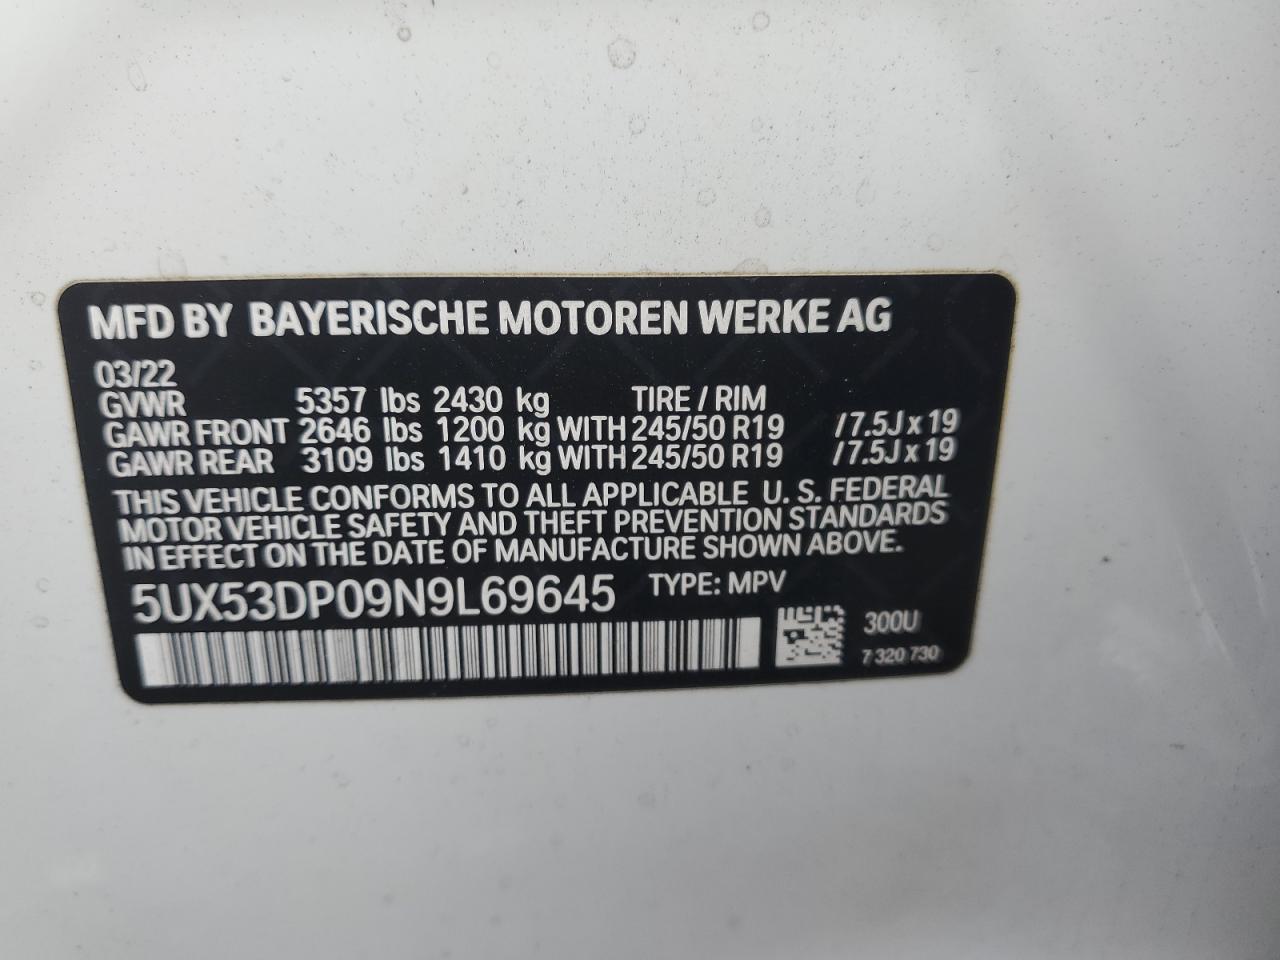 MFD BY BAYERISCHE MOTOREN WERKE AG
03/22
GVWR 5357 lbs 2430 kg TIRE / RIM
GAWR FRONT 2646 lbs 1200 kg WITH 245/50 R19 / 7.5J x 19
GAWR REAR 3109 lbs 1410 kg WITH 245/50 R19 / 7.5J x 19
THIS VEHICLE CONFORMS TO ALL APPLICABLE U. S. FEDERAL
MOTOR VEHICLE SAFETY AND THEFT PREVENTION STANDARDS
IN EFFECT ON THE DATE OF MANUFACTURE SHOWN ABOVE.
5UX53DP09N9L69645 TYPE: MPV
300U
7 320 730